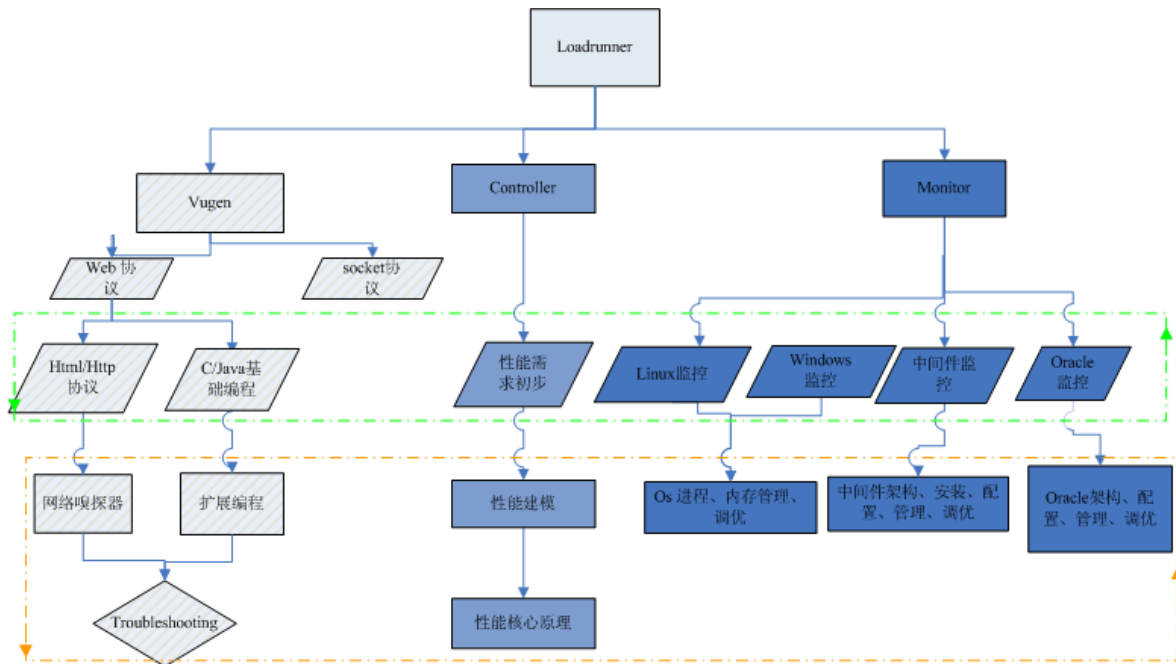 Loadrunner
Vugen
Controller
Monitor
Web 协
议
socket协
议
Html/Http
协议
C/Java基
础编程
性能需
求初步
Linux监控
Windows
监控
中间件监
控
Oracle
监控
网络嗅探器
扩展编程
性能建模
Os 进程、内存管理、
调优
中间件架构、安装、配
置、管理、调优
Oracle架构、配
置、管理、调优
Troubleshooting
性能核心原理